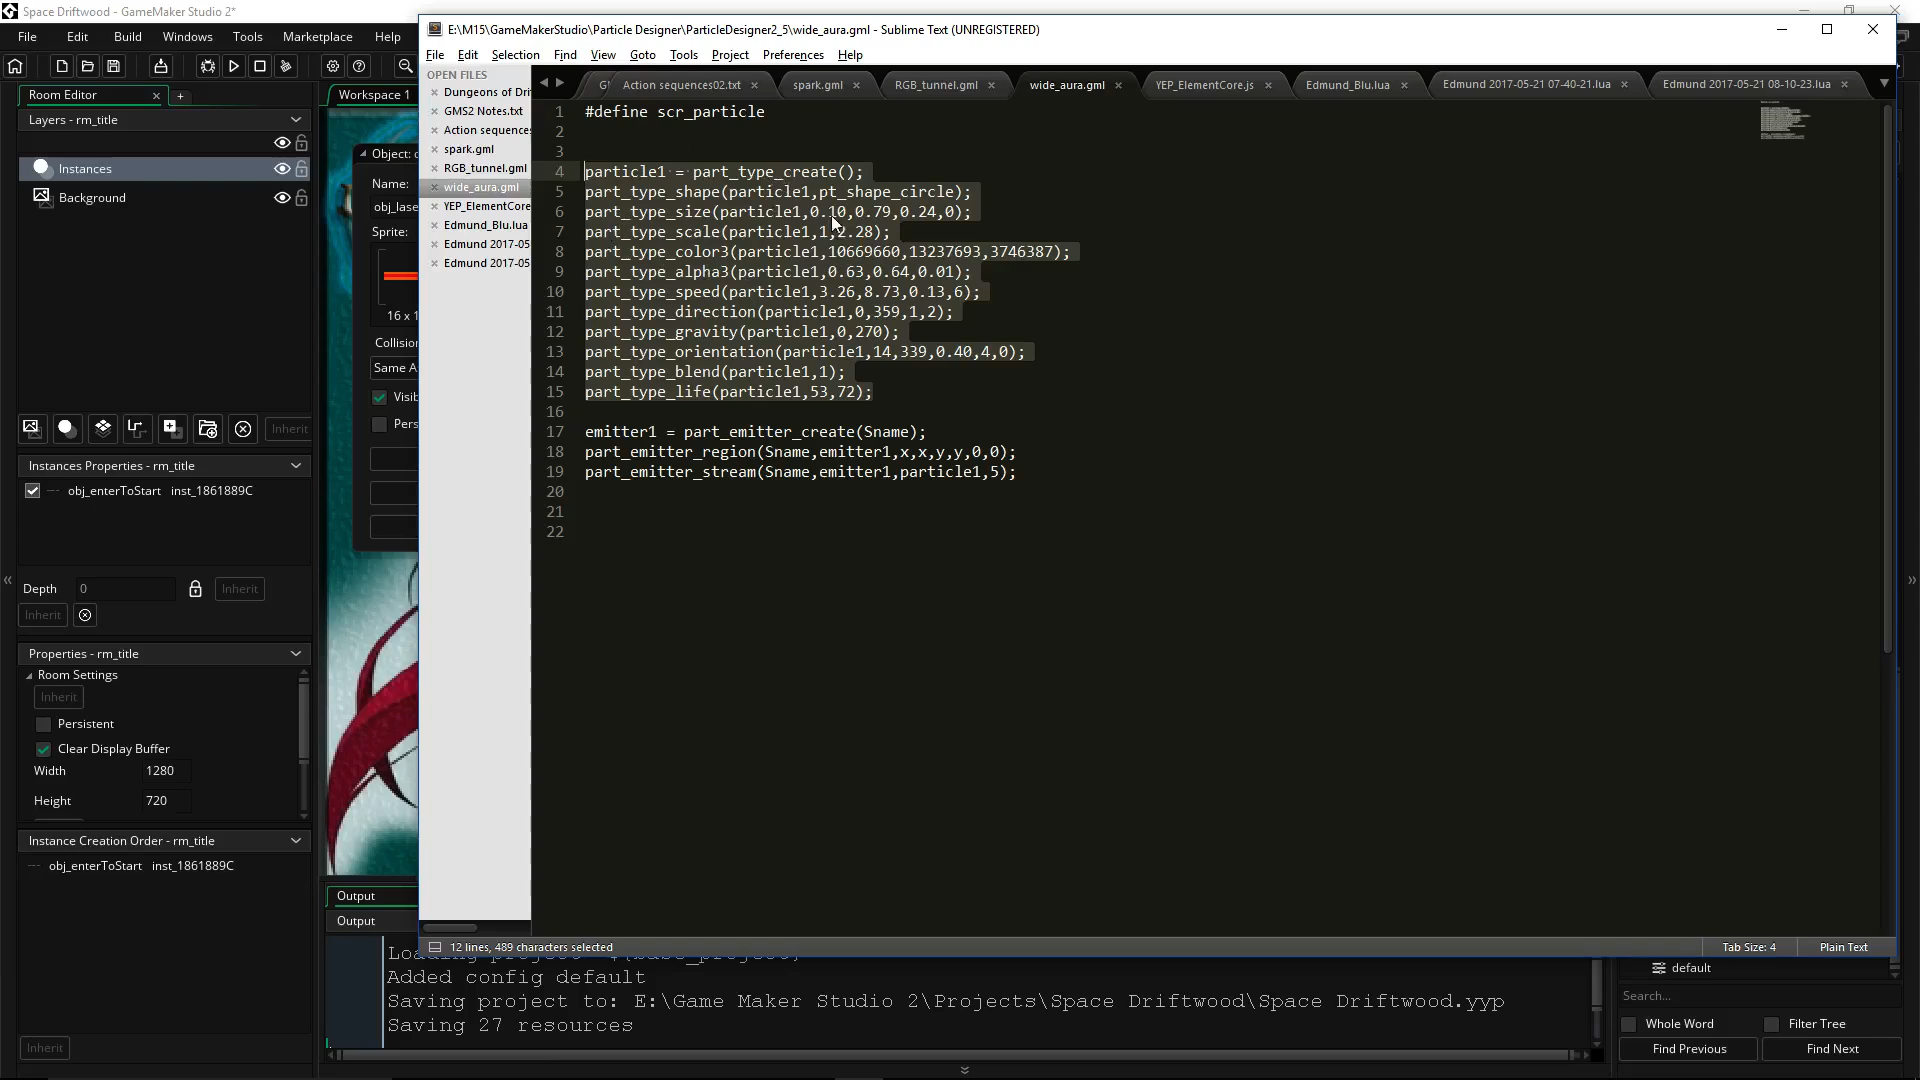 Space Driftwood - GameMaker Studio 2*
File Edit Build Windows Tools Marketplace Help
Room Editor
Layers - rm_title
Instances
Background
Inherit
Instances Properties - rm_title
obj_enterToStart inst_1861889C
Depth 0 Inherit
Inherit
Properties - rm_title
Room Settings
Inherit
Persistent
Clear Display Buffer
Width 1280
Height 720
Instance Creation Order - rm_title
obj_enterToStart inst_1861889C
Inherit
Workspace 1
Object:
Name:
obj_lase
Sprite:
16 x 1
Collision
Same A
Visib
Pers
E:\M15\GameMakerStudio\Particle Designer\ParticleDesigner2_5\wide_aura.gml - Sublime Text (UNREGISTERED)
File Edit Selection Find View Goto Tools Project Preferences Help
OPEN FILES
Dungeons of Dri
GMS2 Notes.txt
Action sequences
spark.gml
RGB_tunnel.gml
wide_aura.gml
YEP_ElementCore
Edmund_Blu.lua
Edmund 2017-05
Edmund 2017-05
Action sequences02.txt spark.gml RGB_tunnel.gml wide_aura.gml YEP_ElementCore.js Edmund_Blu.lua Edmund 2017-05-21 07-40-21.lua Edmund 2017-05-21 08-10-23.lua
1 #define scr_particle
2
3
4 particle1 = part_type_create();
5 part_type_shape(particle1,pt_shape_circle);
6 part_type_size(particle1,0.10,0.79,0.24,0);
7 part_type_scale(particle1,1,2.28);
8 part_type_color3(particle1,10669660,13237693,3746387);
9 part_type_alpha3(particle1,0.63,0.64,0.01);
10 part_type_speed(particle1,3.26,8.73,0.13,6);
11 part_type_direction(particle1,0,359,1,2);
12 part_type_gravity(particle1,0,270);
13 part_type_orientation(particle1,14,339,0.40,4,0);
14 part_type_blend(particle1,1);
15 part_type_life(particle1,53,72);
16
17 emitter1 = part_emitter_create(Sname);
18 part_emitter_region(Sname,emitter1,x,x,y,y,0,0);
19 part_emitter_stream(Sname,emitter1,particle1,5);
20
21
22
12 lines, 489 characters selected Tab Size: 4 Plain Text
Output
Output
Loading project
Added config default
Saving project to: E:\Game Maker Studio 2\Projects\Space Driftwood\Space Driftwood.yyp
Saving 27 resources
default
Search...
Whole Word Filter Tree
Find Previous Find Next